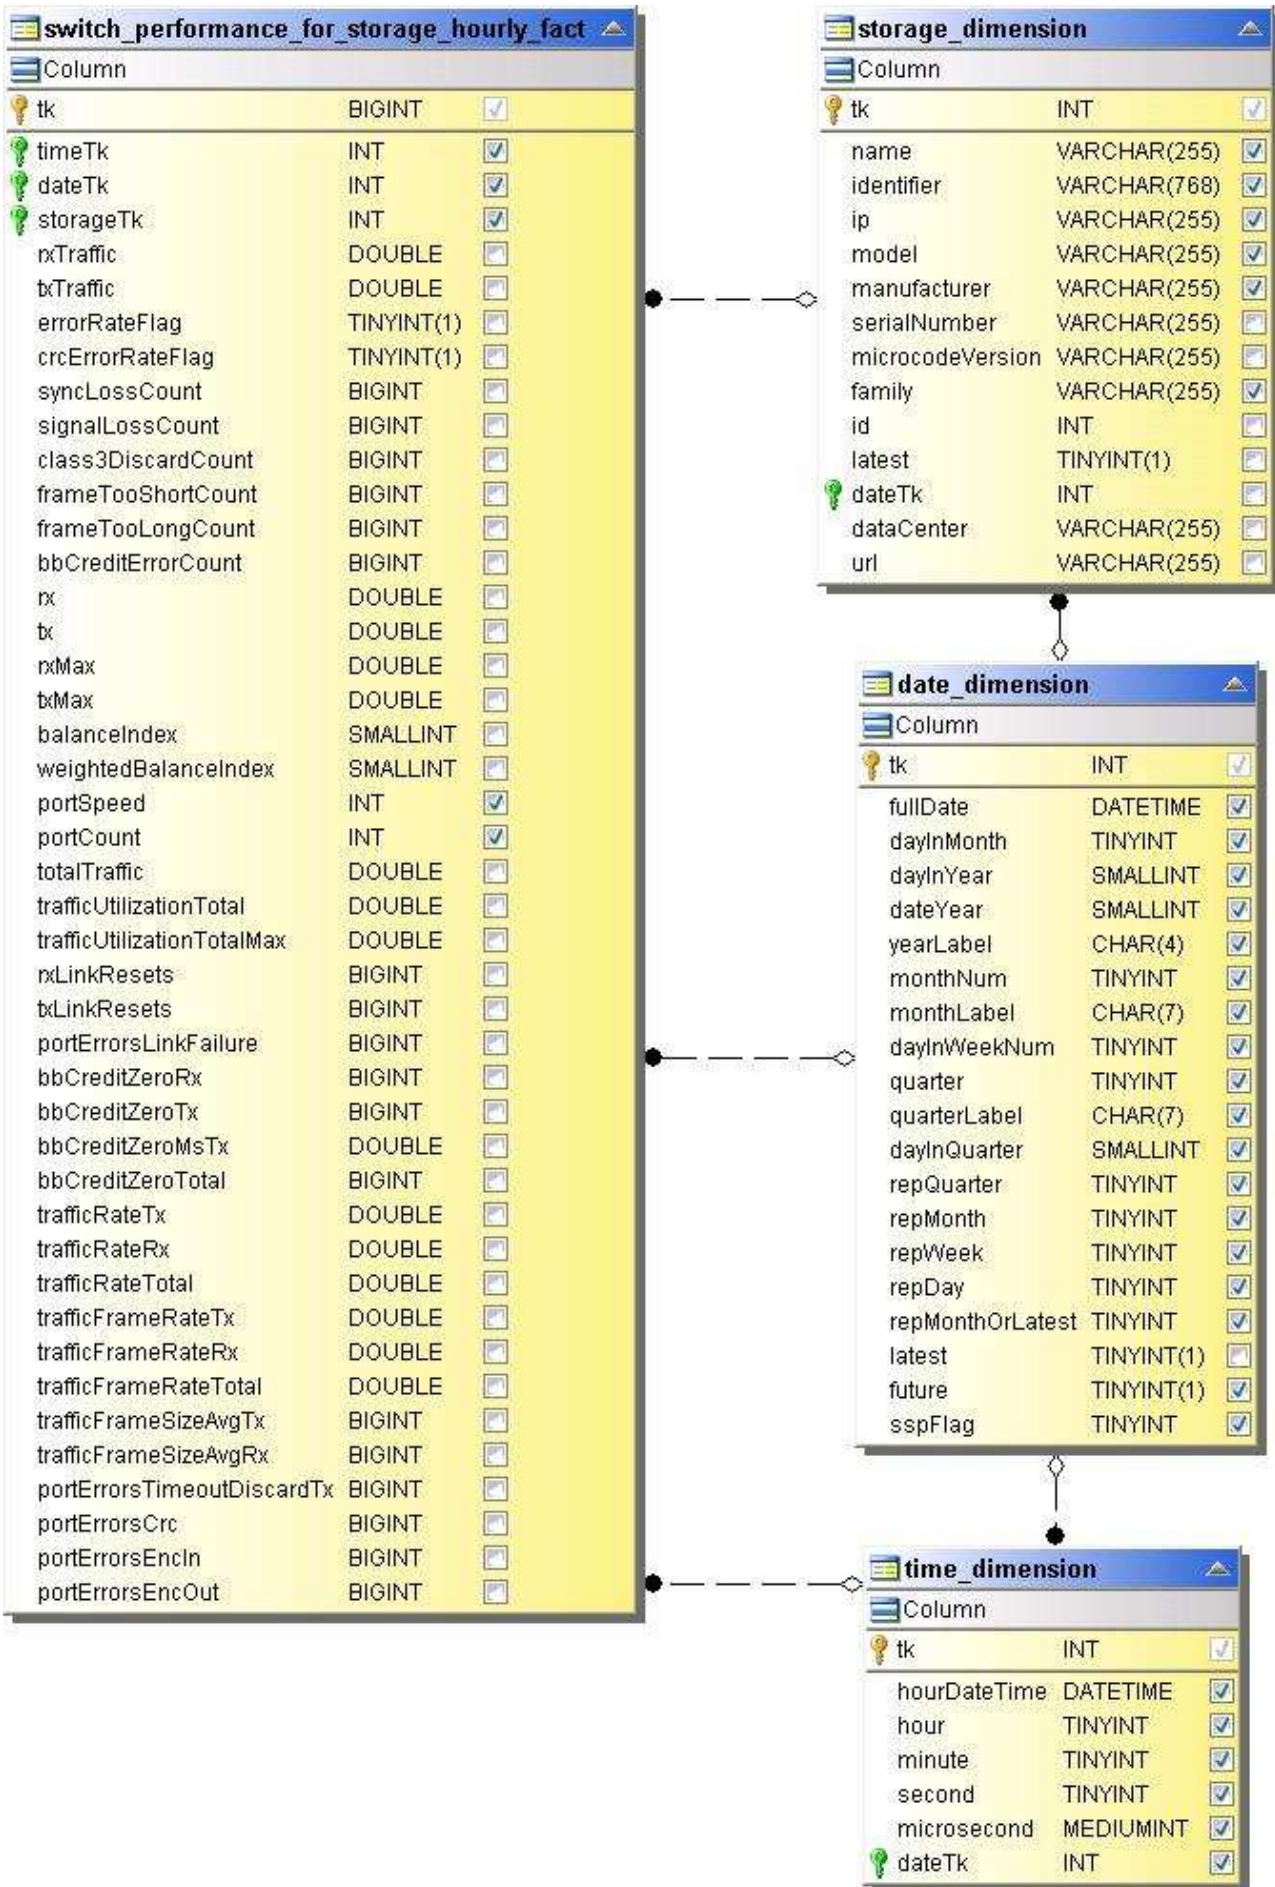 switch_performance_for_storage_hourly_fact
Column
tk BIGINT
timeTk INT
dateTk INT
storageTk INT
rxTraffic DOUBLE
txTraffic DOUBLE
errorRateFlag TINYINT(1)
crcErrorRateFlag TINYINT(1)
syncLossCount BIGINT
signalLossCount BIGINT
class3DiscardCount BIGINT
frameTooShortCount BIGINT
frameTooLongCount BIGINT
bbCreditErrorCount BIGINT
rx DOUBLE
tx DOUBLE
rxMax DOUBLE
txMax DOUBLE
balanceIndex SMALLINT
weightedBalanceIndex SMALLINT
portSpeed INT
portCount INT
totalTraffic DOUBLE
trafficUtilizationTotal DOUBLE
trafficUtilizationTotalMax DOUBLE
rxLinkResets BIGINT
txLinkResets BIGINT
portErrorsLinkFailure BIGINT
bbCreditZeroRx BIGINT
bbCreditZeroTx BIGINT
bbCreditZeroMsTx DOUBLE
bbCreditZeroTotal BIGINT
trafficRateTx DOUBLE
trafficRateRx DOUBLE
trafficRateTotal DOUBLE
trafficFrameRateTx DOUBLE
trafficFrameRateRx DOUBLE
trafficFrameRateTotal DOUBLE
trafficFrameSizeAvgTx BIGINT
trafficFrameSizeAvgRx BIGINT
portErrorsTimeoutDiscardTx BIGINT
portErrorsCrc BIGINT
portErrorsEncIn BIGINT
portErrorsEncOut BIGINT
storage_dimension
Column
tk INT
name VARCHAR(255)
identifier VARCHAR(768)
ip VARCHAR(255)
model VARCHAR(255)
manufacturer VARCHAR(255)
serialNumber VARCHAR(255)
microcodeVersion VARCHAR(255)
family VARCHAR(255)
id INT
latest TINYINT(1)
dateTk INT
dataCenter VARCHAR(255)
url VARCHAR(255)
date_dimension
Column
tk INT
fullDate DATETIME
dayInMonth TINYINT
dayInYear SMALLINT
dateYear SMALLINT
yearLabel CHAR(4)
monthNum TINYINT
monthLabel CHAR(7)
dayInWeekNum TINYINT
quarter TINYINT
quarterLabel CHAR(7)
dayInQuarter SMALLINT
repQuarter TINYINT
repMonth TINYINT
repWeek TINYINT
repDay TINYINT
repMonthOrLatest TINYINT
latest TINYINT(1)
future TINYINT(1)
sspFlag TINYINT
time_dimension
Column
tk INT
hourDateTime DATETIME
hour TINYINT
minute TINYINT
second TINYINT
microsecond MEDIUMINT
dateTk INT